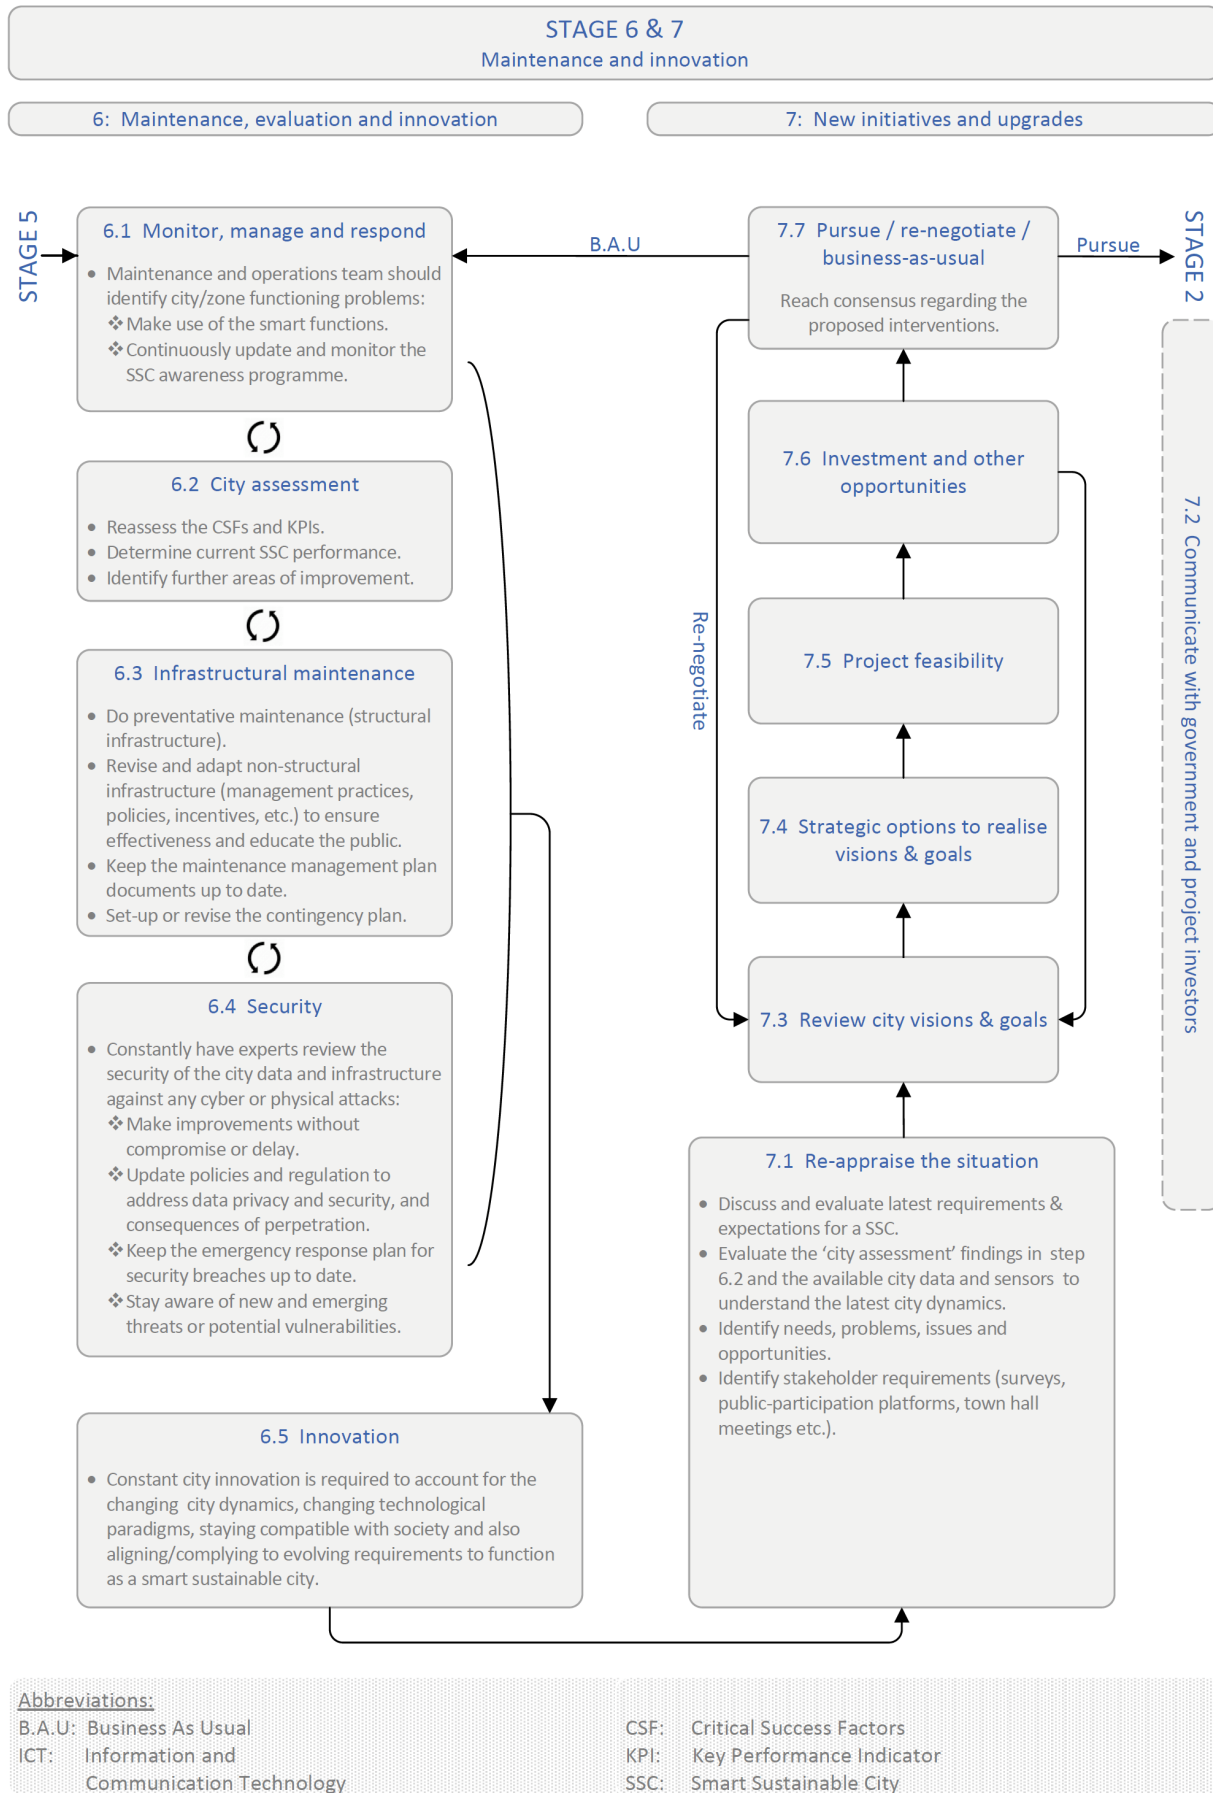 STAGE 6 & 7
Maintenance and innovation
6: Maintenance, evaluation and innovation
7: New initiatives and upgrades
STAGE 5
6.1 Monitor, manage and respond
• Maintenance and operations team should
identify city/zone functioning problems:
❖Make use of the smart functions.
❖Continuously update and monitor the
SSC awareness programme.
6.2 City assessment
• Reassess the CSFs and KPIs.
• Determine current SSC performance.
• Identify further areas of improvement.
6.3 Infrastructural maintenance
• Do preventative maintenance (structural
infrastructure).
• Revise and adapt non-structural
infrastructure (management practices,
policies, incentives, etc.) to ensure
effectiveness and educate the public.
• Keep the maintenance management plan
documents up to date.
• Set-up or revise the contingency plan.
6.4 Security
• Constantly have experts review the
security of the city data and infrastructure
against any cyber or physical attacks:
❖Make improvements without
compromise or delay.
❖Update policies and regulation to
address data privacy and security, and
consequences of perpetration.
❖Keep the emergency response plan for
security breaches up to date.
❖Stay aware of new and emerging
threats or potential vulnerabilities.
6.5 Innovation
• Constant city innovation is required to account for the
changing city dynamics, changing technological
paradigms, staying compatible with society and also
aligning/complying to evolving requirements to function
as a smart sustainable city.
B.A.U
7.7 Pursue / re-negotiate /
business-as-usual
Reach consensus regarding the
proposed interventions.
Pursue
STAGE 2
7.6 Investment and other
opportunities
7.5 Project feasibility
Re-negotiate
7.4 Strategic options to realise
visions & goals
7.3 Review city visions & goals
7.2 Communicate with government and project investors
7.1 Re-appraise the situation
• Discuss and evaluate latest requirements &
expectations for a SSC.
• Evaluate the ‘city assessment’ findings in step
6.2 and the available city data and sensors to
understand the latest city dynamics.
• Identify needs, problems, issues and
opportunities.
• Identify stakeholder requirements (surveys,
public-participation platforms, town hall
meetings etc.).
Abbreviations:
B.A.U: Business As Usual
ICT: Information and
Communication Technology
CSF: Critical Success Factors
KPI: Key Performance Indicator
SSC: Smart Sustainable City